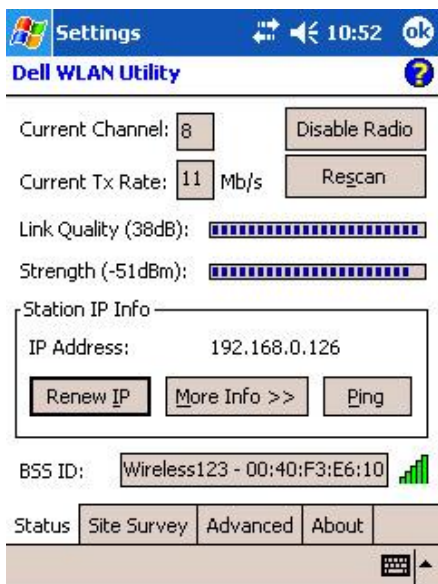 Settings 10:52 ok
Dell WLAN Utility ?
Current Channel: 8 Disable Radio
Current Tx Rate: 11 Mb/s Rescan
Link Quality (38dB):
Strength (-51dBm):
Station IP Info
IP Address: 192.168.0.126
Renew IP More Info >> Ping
BSS ID: Wireless123 - 00:40:F3:E6:10
Status Site Survey Advanced About